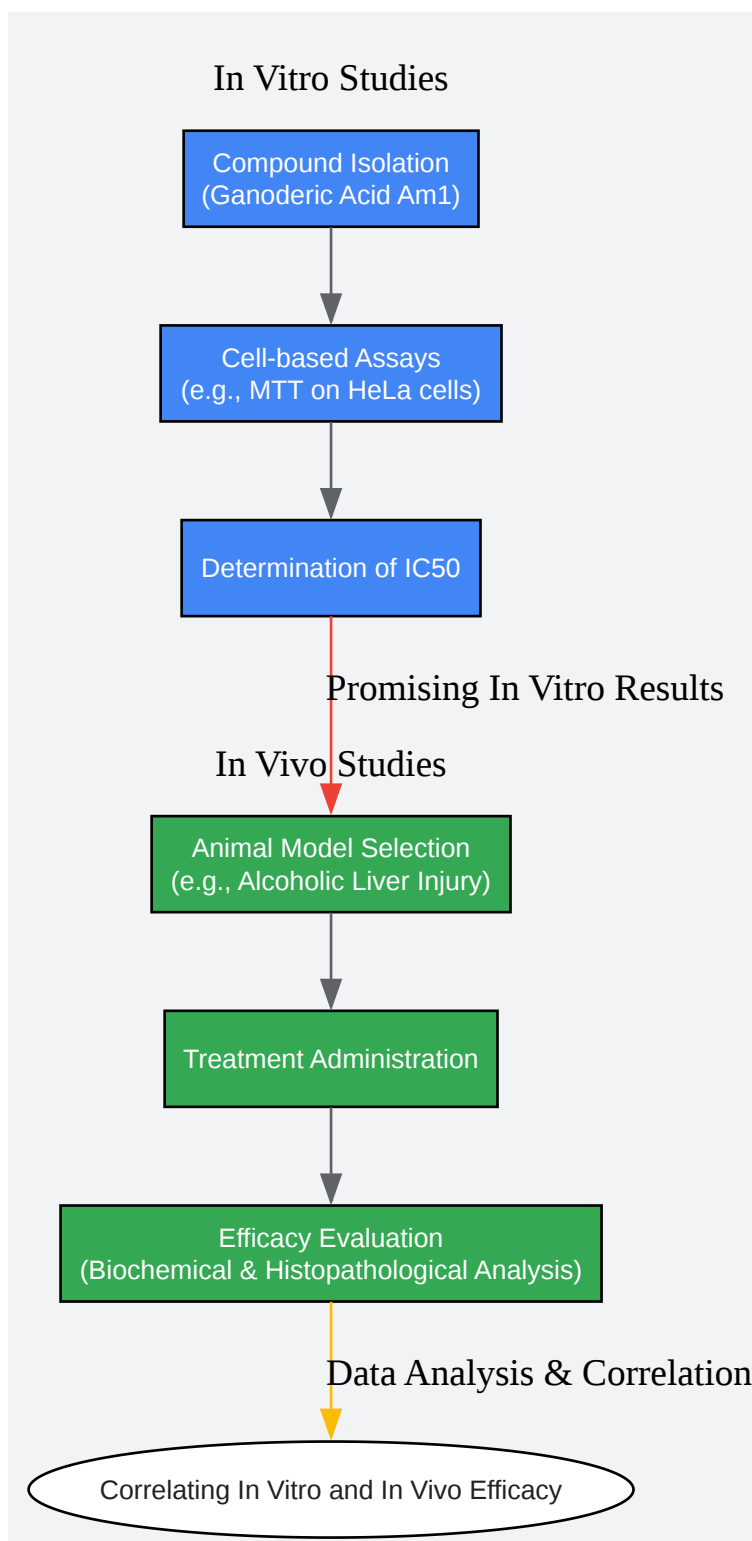 In Vitro Studies
Compound Isolation
(Ganoderic Acid Am1)
Cell-based Assays
(e.g., MTT on HeLa cells)
Determination of IC50
Promising In Vitro Results
In Vivo Studies
Animal Model Selection
(e.g., Alcoholic Liver Injury)
Treatment Administration
Efficacy Evaluation
(Biochemical & Histopathological Analysis)
Data Analysis & Correlation
Correlating In Vitro and In Vivo Efficacy